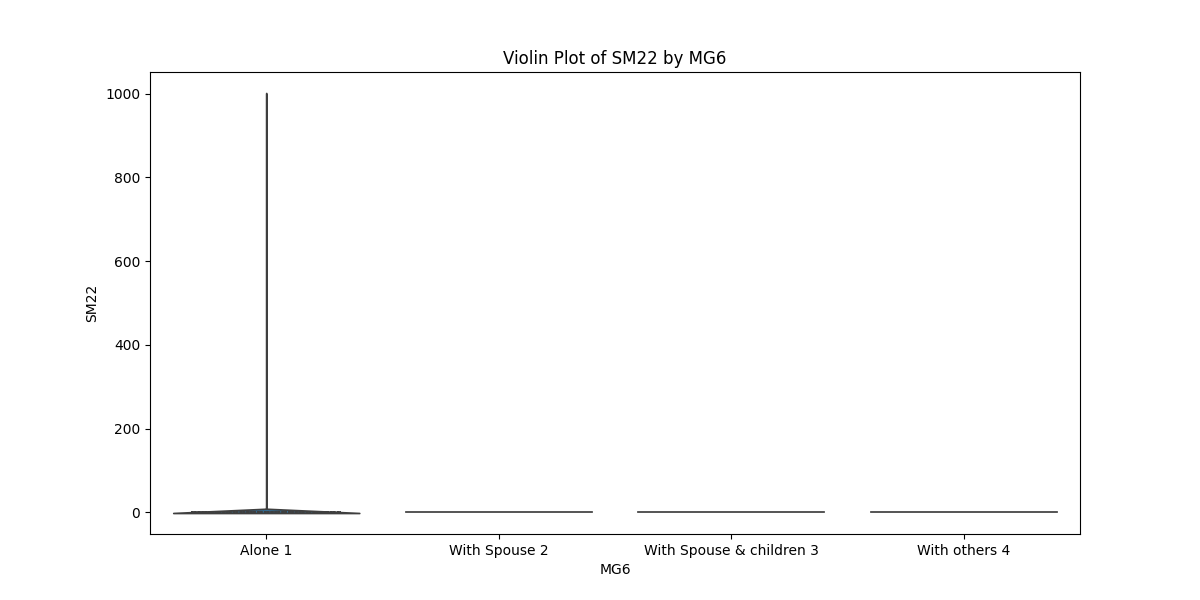 Violin Plot of SM22 by MG6
1000
800
600
400
200
0
SM22
Alone 1
With Spouse 2
With Spouse & children 3
With others 4
MG6